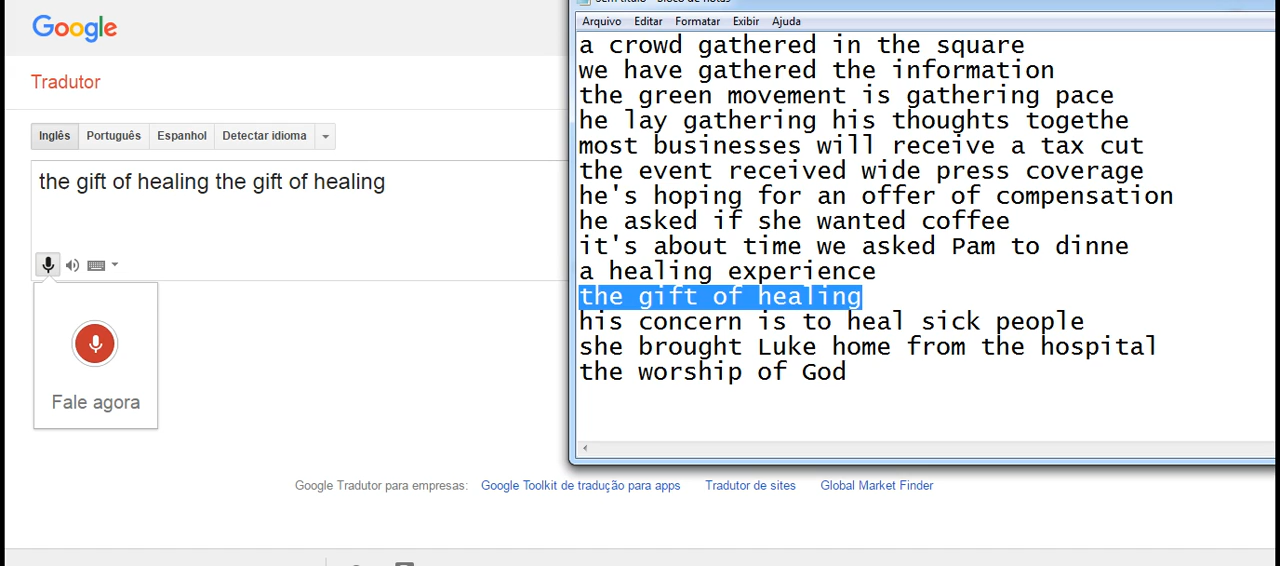 Google
Tradutor
Inglês Português Espanhol Detectar idioma
the gift of healing the gift of healing
Fale agora
Arquivo Editar Formatar Exibir Ajuda
a crowd gathered in the square
we have gathered the information
the green movement is gathering pace
he lay gathering his thoughts togethe
most businesses will receive a tax cut
the event received wide press coverage
he's hoping for an offer of compensation
he asked if she wanted coffee
it's about time we asked Pam to dinne
a healing experience
the gift of healing
his concern is to heal sick people
she brought Luke home from the hospital
the worship of God
Google Tradutor para empresas: Google Toolkit de tradução para apps Tradutor de sites Global Market Finder